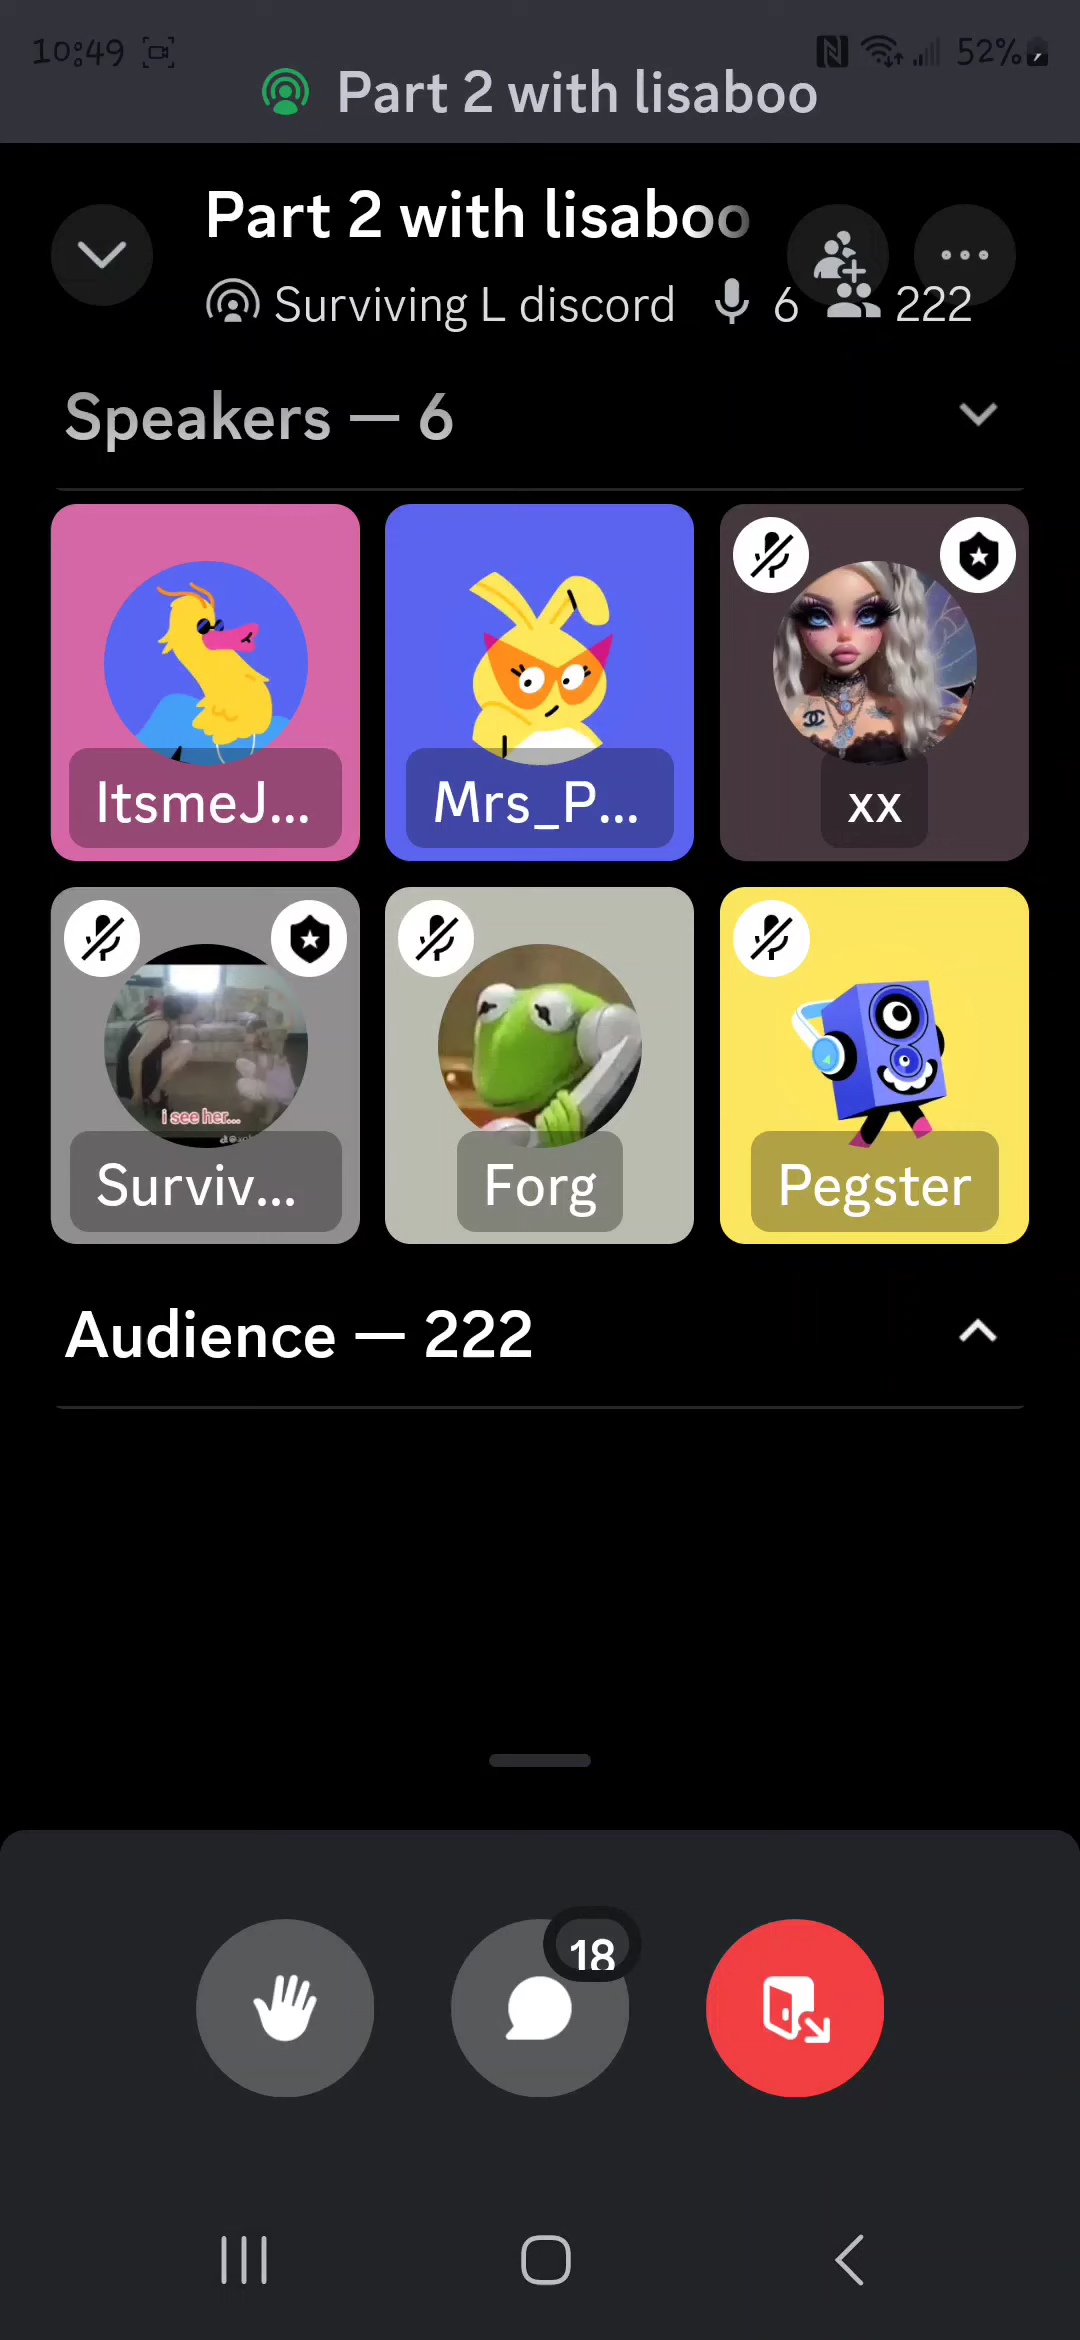 10:49
52%
Part 2 with lisaboo
Part 2 with lisaboo
Surviving L discord 6 222
Speakers — 6
ItsmeJ...
Mrs_P...
xx
i see her...
Surviv...
Forg
Pegster
Audience — 222
18